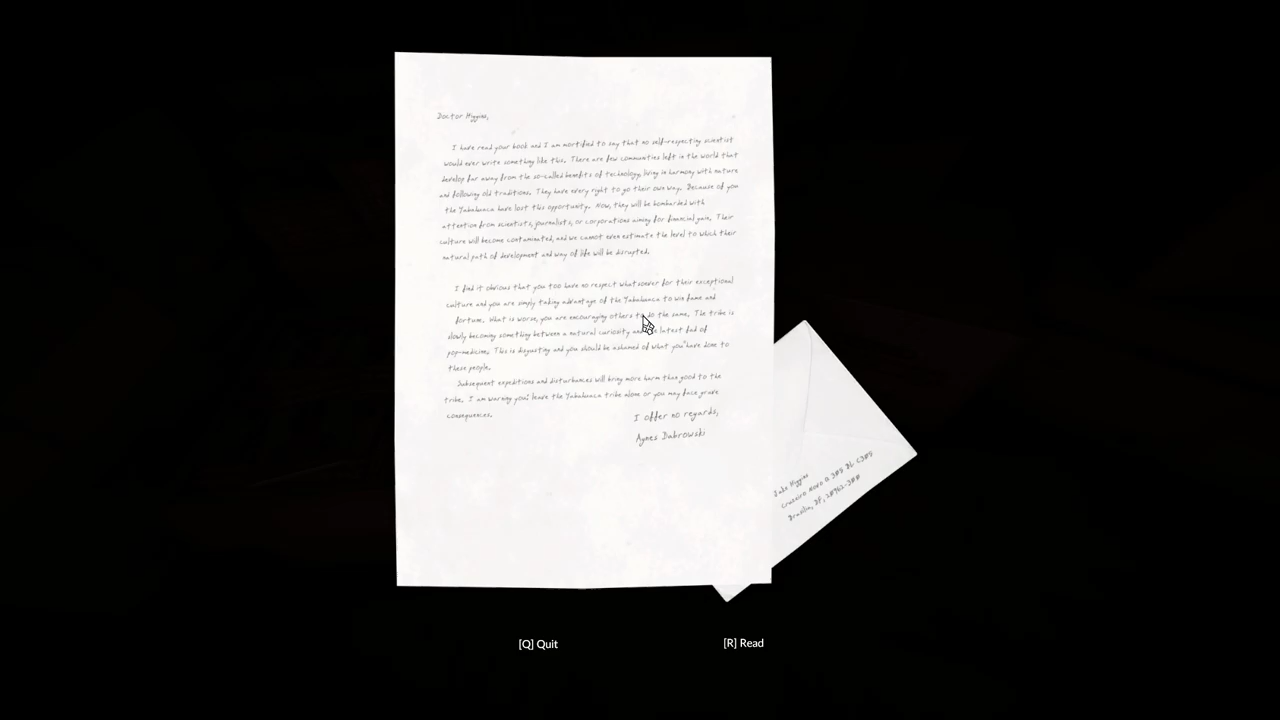 Doctor Higgins,
I have read your book and I am mortified to say that no self-respecting scientist
would ever write something like this. There are few communities left in the world that
develop far away from the so-called benefits of technology, living in harmony with nature
and following old traditions. They have every right to go their own way. Because of you
the Yabahuaca have lost this opportunity. Now, they will be bombarded with
attention from scientists, journalists, or corporations aiming for financial gain. Their
culture will become contaminated, and we cannot even estimate the level to which their
natural path of development and way of life will be disrupted.
I find it obvious that you too have no respect whatsoever for their exceptional
culture and you are simply taking advantage of the Yabahuaca to win fame and
fortune. What is worse, you are encouraging others to do the same. The tribe is
slowly becoming something between a natural curiosity and the latest fad of
pop-medicine. This is disgusting and you should be ashamed of what you have done to
these people.
Subsequent expeditions and disturbances will bring more harm than good to the
tribe. I am warning you: leave the Yabahuaca tribe alone or you may face grave
consequences.
I offer no regards,
Agnes Dubrowski
Jake Higgins
Cruzeiro Novo Q
Brasília, DF,
[Q] Quit
[R] Read